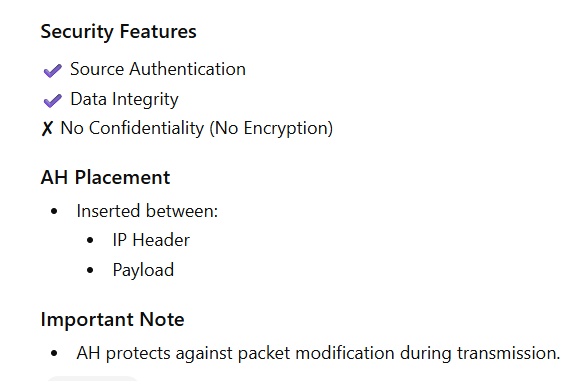 Security Features
✔ Source Authentication
✔ Data Integrity
✗ No Confidentiality (No Encryption)
AH Placement
• Inserted between:
• IP Header
• Payload
Important Note
• AH protects against packet modification during transmission.